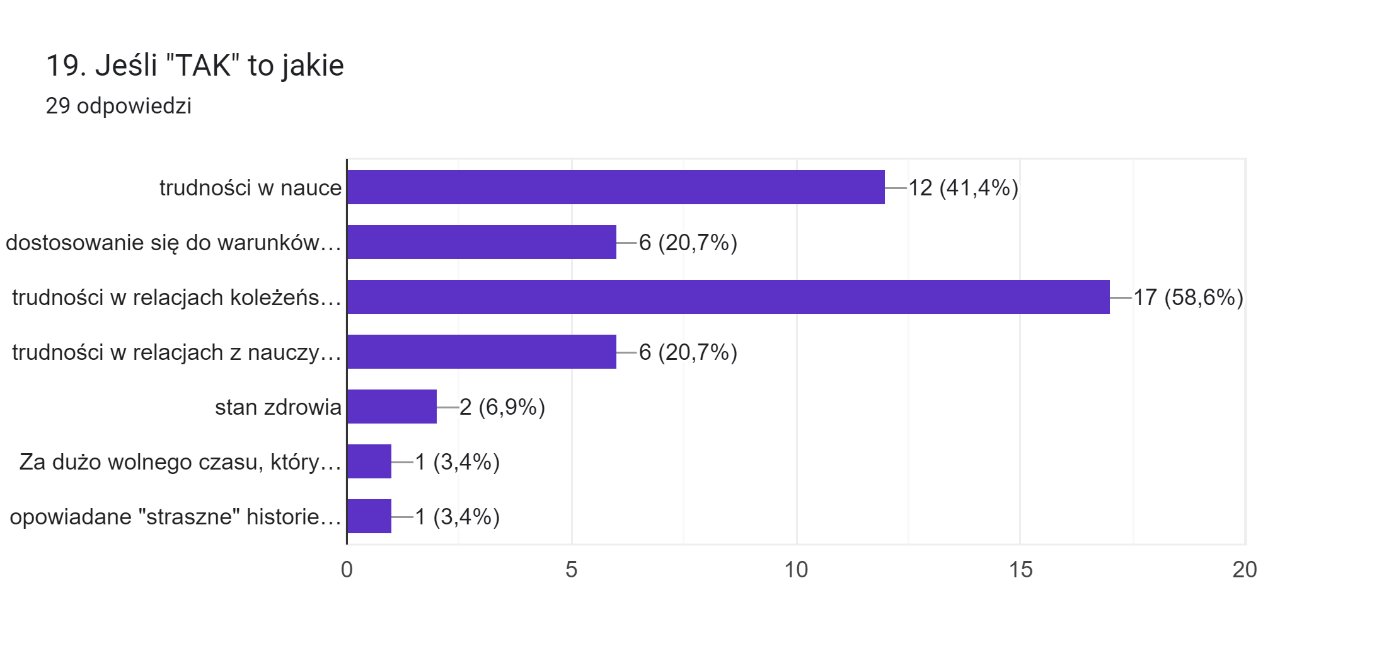 19. Jeśli "TAK" to jakie
29 odpowiedzi
trudności w nauce 12 (41,4%)
dostosowanie się do warunków… 6 (20,7%)
trudności w relacjach koleżeńs… 17 (58,6%)
trudności w relacjach z nauczy… 6 (20,7%)
stan zdrowia 2 (6,9%)
Za dużo wolnego czasu, który… 1 (3,4%)
opowiadane "straszne" historie… 1 (3,4%)
0 5 10 15 20